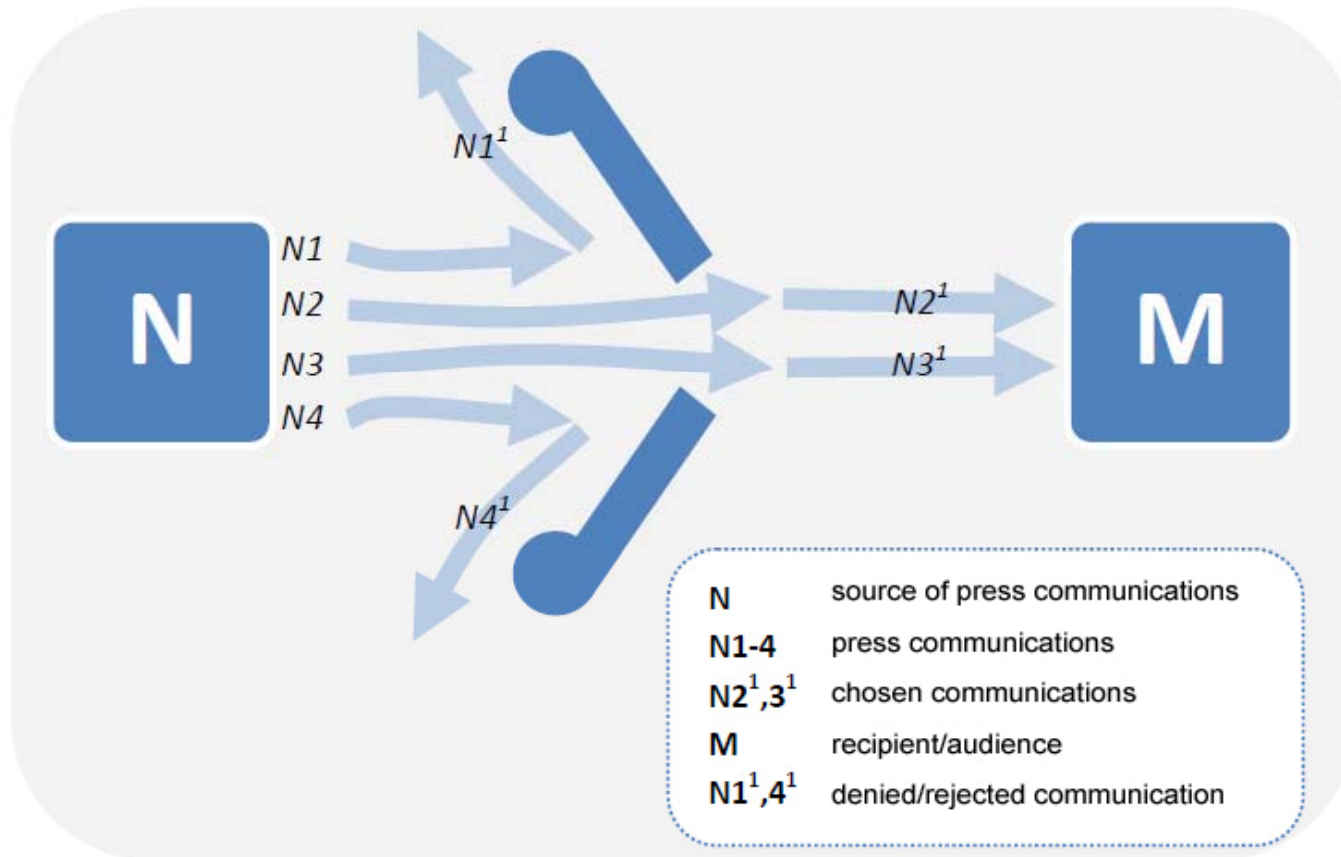 N1¹
N
N1
N2
N3
N4
N2¹
N3¹
M
N4¹
N source of press communications
N1-4 press communications
N2¹,3¹ chosen communications
M recipient/audience
N1¹,4¹ denied/rejected communication